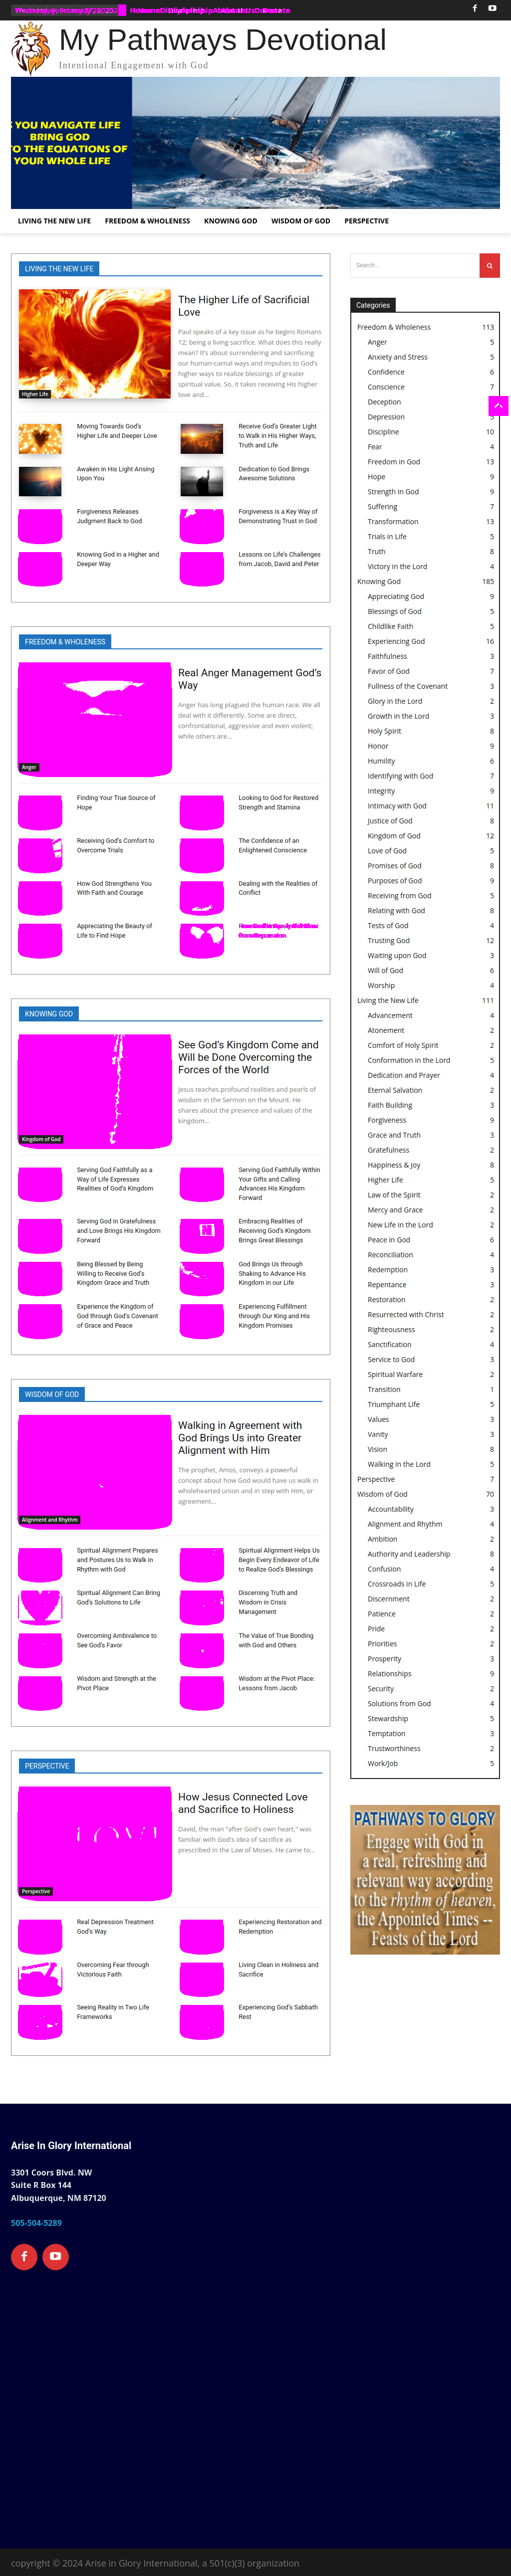 My Pathways Devotional
Intentional Engagement with God
S YOU NAVIGATE LIFE
BRING GOD
TO THE EQUATIONS OF
YOUR WHOLE LIFE
LIVING THE NEW LIFE
FREEDOM & WHOLENESS
KNOWING GOD
WISDOM OF GOD
PERSPECTIVE
LIVING THE NEW LIFE
The Higher Life of Sacrificial
Love
Paul speaks of a key issue as he begins Romans
12; being a living sacrifice. What does this really
mean? It's about surrendering and sacrificing
our human-carnal ways and impulses to God's
higher ways to realize blessings of greater
spiritual value. So, it takes receiving His higher
love and...
Higher Life
Moving Towards God's
Higher Life and Deeper Love
Receive God's Greater Light
to Walk in His Higher Ways,
Truth and Life
Awaken in His Light Arising
Upon You
Dedication to God Brings
Awesome Solutions
Forgiveness Releases
Judgment Back to God
Forgiveness is a Key Way of
Demonstrating Trust in God
Knowing God in a Higher and
Deeper Way
Lessons on Life's Challenges
from Jacob, David and Peter
FREEDOM & WHOLENESS
Real Anger Management God's
Way
Anger has long plagued the human race. We all
deal with it differently. Some are direct,
confrontational, aggressive and even violent;
while others are...
Anger
Finding Your True Source of
Hope
Looking to God for Restored
Strength and Stamina
Receiving God's Comfort to
Overcome Trials
The Confidence of an
Enlightened Conscience
How God Strengthens You
With Faith and Courage
Dealing with the Realities of
Conflict
Appreciating the Beauty of
Life to Find Hope
KNOWING GOD
See God's Kingdom Come and
Will be Done Overcoming the
Forces of the World
Jesus teaches profound realities and pearls of
wisdom in the Sermon on the Mount. He
shares about the presence and values of the
kingdom...
Kingdom of God
Serving God Faithfully as a
Way of Life Expresses
Realities of God's Kingdom
Serving God Faithfully Within
Your Gifts and Calling
Advances His Kingdom
Forward
Serving God in Gratefulness
and Love Brings His Kingdom
Forward
Embracing Realities of
Receiving God's Kingdom
Brings Great Blessings
Being Blessed by Being
Willing to Receive God's
Kingdom Grace and Truth
God Brings Us through
Shaking to Advance His
Kingdom in our Life
Experience the Kingdom of
God through God's Covenant
of Grace and Peace
Experiencing Fulfillment
through Our King and His
Kingdom Promises
WISDOM OF GOD
Walking in Agreement with
God Brings Us into Greater
Alignment with Him
The prophet, Amos, conveys a powerful
concept about how God would have us walk in
wholehearted union and in step with Him, or
agreement...
Alignment and Rhythm
Spiritual Alignment Prepares
and Postures Us to Walk in
Rhythm with God
Spiritual Alignment Helps Us
Begin Every Endeavor of Life
to Realize God's Blessings
Spiritual Alignment Can Bring
God's Solutions to Life
Discerning Truth and
Wisdom in Crisis
Management
Overcoming Ambivalence to
See God's Favor
The Value of True Bonding
with God and Others
Wisdom and Strength at the
Pivot Place
Wisdom at the Pivot Place:
Lessons from Jacob
PERSPECTIVE
How Jesus Connected Love
and Sacrifice to Holiness
David, the man "after God's own heart," was
familiar with God's idea of sacrifice as
prescribed in the Law of Moses. He came to...
Perspective
Real Depression Treatment
God's Way
Experiencing Restoration and
Redemption
Overcoming Fear through
Victorious Faith
Living Clean in Holiness and
Sacrifice
Seeing Reality in Two Life
Frameworks
Experiencing God's Sabbath
Rest
Search...
Categories
Freedom & Wholeness 113
Anger 5
Anxiety and Stress 5
Confidence 6
Conscience 7
Deception
Depression
Discipline 10
Fear 4
Freedom in God 13
Hope 9
Strength in God 9
Suffering 7
Transformation 13
Trials in Life 5
Truth 8
Victory in the Lord 4
Knowing God 185
Appreciating God 9
Blessings of God 5
Childlike Faith 5
Experiencing God 16
Faithfulness 3
Favor of God 7
Fullness of the Covenant 3
Glory in the Lord 2
Growth in the Lord 3
Holy Spirit 8
Honor 9
Humility 6
Identifying with God 7
Integrity 9
Intimacy with God 11
Justice of God 8
Kingdom of God 12
Love of God 5
Promises of God 8
Purposes of God 9
Receiving from God 5
Relating with God 8
Tests of God 4
Trusting God 12
Waiting upon God 3
Will of God 6
Worship 4
Living the New Life 111
Advancement 4
Atonement 2
Comfort of Holy Spirit 2
Conformation in the Lord 5
Dedication and Prayer 4
Eternal Salvation 2
Faith Building 3
Forgiveness 9
Grace and Truth 3
Gratefulness 2
Happiness & Joy 8
Higher Life 5
Law of the Spirit 2
Mercy and Grace 2
New Life in the Lord 2
Peace in God 6
Reconciliation 4
Redemption 3
Repentance 3
Restoration 2
Resurrected with Christ 2
Righteousness 2
Sanctification 4
Service to God 3
Spiritual Warfare 2
Transition 1
Triumphant Life 5
Values 3
Vanity 3
Vision 8
Walking in the Lord 5
Perspective 7
Wisdom of God 70
Accountability 3
Alignment and Rhythm 4
Ambition 2
Authority and Leadership 8
Confusion 4
Crossroads in Life 5
Discernment 2
Patience 2
Pride 2
Priorities 2
Prosperity 3
Relationships 9
Security 2
Solutions from God 4
Stewardship 5
Temptation 3
Trustworthiness 2
Work/Job 5
PATHWAYS TO GLORY
Engage with God in
a real, refreshing and
relevant way according
to the rhythm of heaven,
the Appointed Times --
Feasts of the Lord
Arise In Glory International
3301 Coors Blvd. NW
Suite R Box 144
Albuquerque, NM 87120
505-504-5289
copyright © 2024 Arise in Glory International, a 501(c)(3) organization